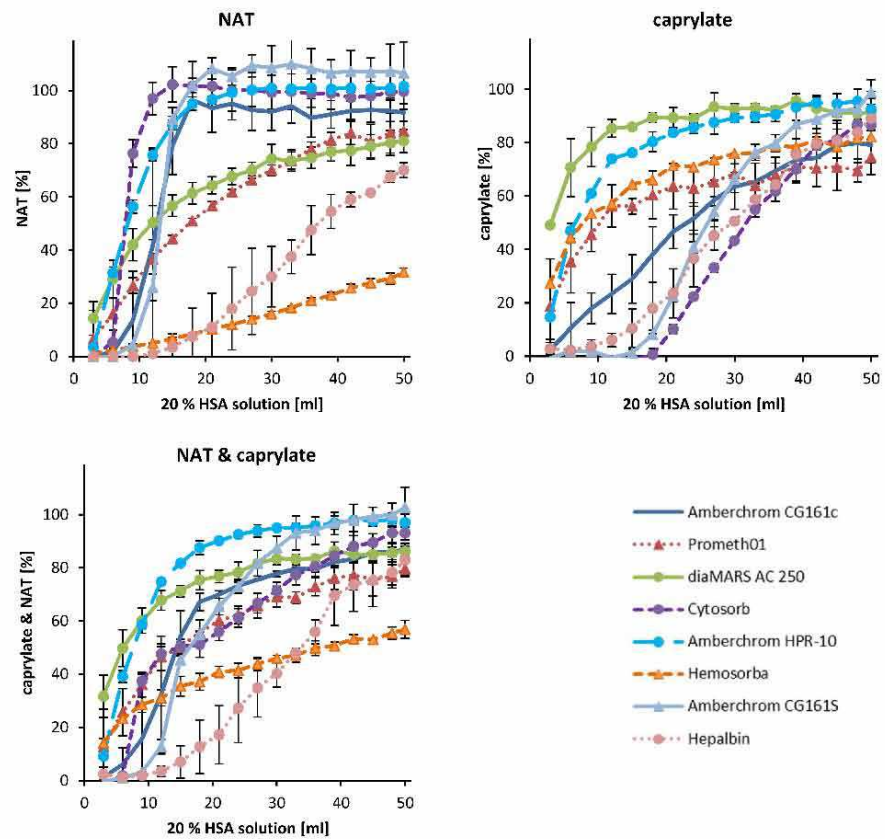 NAT
NAT [%]
100
80
60
40
20
0
0 10 20 30 40 50
20 % HSA solution [ml]
caprylate
caprylate [%]
100
80
60
40
20
0
0 10 20 30 40 50
20 % HSA solution [ml]
NAT & caprylate
caprylate & NAT [%]
100
80
60
40
20
0
0 10 20 30 40 50
20 % HSA solution [ml]
Amberchrom CG161c
Prometh01
diaMARS AC 250
Cytosorb
Amberchrom HPR-10
Hemosorba
Amberchrom CG161S
Hepalbin